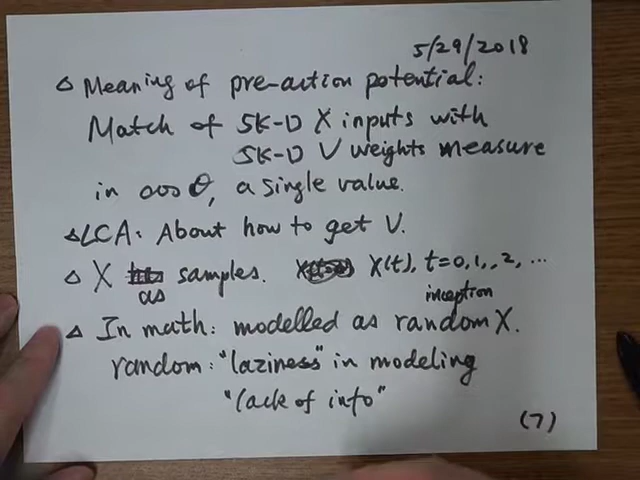 5/29/2018
△ Meaning of pre-action potential:
Match of 5K-D X inputs with
5K-D V weights measure
in cos θ, a single value.
△ LCA: About how to get V.
△ X as samples. X(t), t=0,1,,2, ...
inception
△ In math: modelled as random X.
random: "laziness" in modeling
"lack of info"
(7)